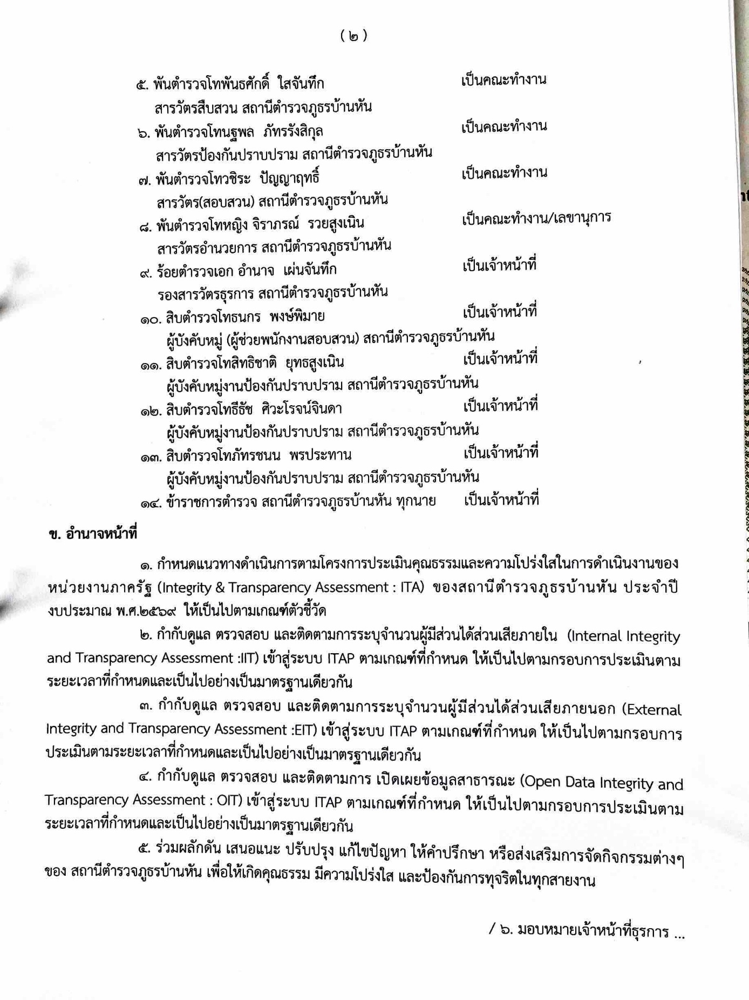 ( ๒ )
๕. พันตำรวจโทพันธศักดิ์ ใสจันทึก เป็นคณะทำงาน
สารวัตรสืบสวน สถานีตำรวจภูธรบ้านหัน
๖. พันตำรวจโทนฐพล ภัทรรังสิกุล เป็นคณะทำงาน
สารวัตรป้องกันปราบปราม สถานีตำรวจภูธรบ้านหัน
๗. พันตำรวจโทวชิระ ปัญญาฤทธิ์ เป็นคณะทำงาน
สารวัตร(สอบสวน) สถานีตำรวจภูธรบ้านหัน
๘. พันตำรวจโทหญิง จิราภรณ์ รวยสูงเนิน เป็นคณะทำงาน/เลขานุการ
สารวัตรอำนวยการ สถานีตำรวจภูธรบ้านหัน
๙. ร้อยตำรวจเอก อำนาจ เผ่นจันทึก เป็นเจ้าหน้าที่
รองสารวัตรธุรการ สถานีตำรวจภูธรบ้านหัน
๑๐. สิบตำรวจโทธนกร พงษ์พิมาย เป็นเจ้าหน้าที่
ผู้บังคับหมู่ (ผู้ช่วยพนักงานสอบสวน) สถานีตำรวจภูธรบ้านหัน
๑๑. สิบตำรวจโทสิทธิชาติ ยุทธสูงเนิน เป็นเจ้าหน้าที่
ผู้บังคับหมู่งานป้องกันปราบปราม สถานีตำรวจภูธรบ้านหัน
๑๒. สิบตำรวจโทธีธัช ศิวะโรจน์จินดา เป็นเจ้าหน้าที่
ผู้บังคับหมู่งานป้องกันปราบปราม สถานีตำรวจภูธรบ้านหัน
๑๓. สิบตำรวจโทภัทรชนน พรประทาน เป็นเจ้าหน้าที่
ผู้บังคับหมู่งานป้องกันปราบปราม สถานีตำรวจภูธรบ้านหัน
๑๔. ข้าราชการตำรวจ สถานีตำรวจภูธรบ้านหัน ทุกนาย เป็นเจ้าหน้าที่
ข. อำนาจหน้าที่
๑. กำหนดแนวทางดำเนินการตามโครงการประเมินคุณธรรมและความโปร่งใสในการดำเนินงานของ
หน่วยงานภาครัฐ (Integrity & Transparency Assessment : ITA) ของสถานีตำรวจภูธรบ้านหัน ประจำปี
งบประมาณ พ.ศ.๒๕๖๙ ให้เป็นไปตามเกณฑ์ตัวชี้วัด
๒. กำกับดูแล ตรวจสอบ และติดตามการระบุจำนวนผู้มีส่วนได้ส่วนเสียภายใน (Internal Integrity
and Transparency Assessment :IIT) เข้าสู่ระบบ ITAP ตามเกณฑ์ที่กำหนด ให้เป็นไปตามกรอบการประเมินตาม
ระยะเวลาที่กำหนดและเป็นไปอย่างเป็นมาตรฐานเดียวกัน
๓. กำกับดูแล ตรวจสอบ และติดตามการระบุจำนวนผู้มีส่วนได้ส่วนเสียภายนอก (External
Integrity and Transparency Assessment :EIT) เข้าสู่ระบบ ITAP ตามเกณฑ์ที่กำหนด ให้เป็นไปตามกรอบการ
ประเมินตามระยะเวลาที่กำหนดและเป็นไปอย่างเป็นมาตรฐานเดียวกัน
๔. กำกับดูแล ตรวจสอบ และติดตามการ เปิดเผยข้อมูลสาธารณะ (Open Data Integrity and
Transparency Assessment : OIT) เข้าสู่ระบบ ITAP ตามเกณฑ์ที่กำหนด ให้เป็นไปตามกรอบการประเมินตาม
ระยะเวลาที่กำหนดและเป็นไปอย่างเป็นมาตรฐานเดียวกัน
๕. ร่วมผลักดัน เสนอแนะ ปรับปรุง แก้ไขปัญหา ให้คำปรึกษา หรือส่งเสริมการจัดกิจกรรมต่างๆ
ของ สถานีตำรวจภูธรบ้านหัน เพื่อให้เกิดคุณธรรม มีความโปร่งใส และป้องกันการทุจริตในทุกสายงาน
/ ๖. มอบหมายเจ้าหน้าที่ธุรการ ...